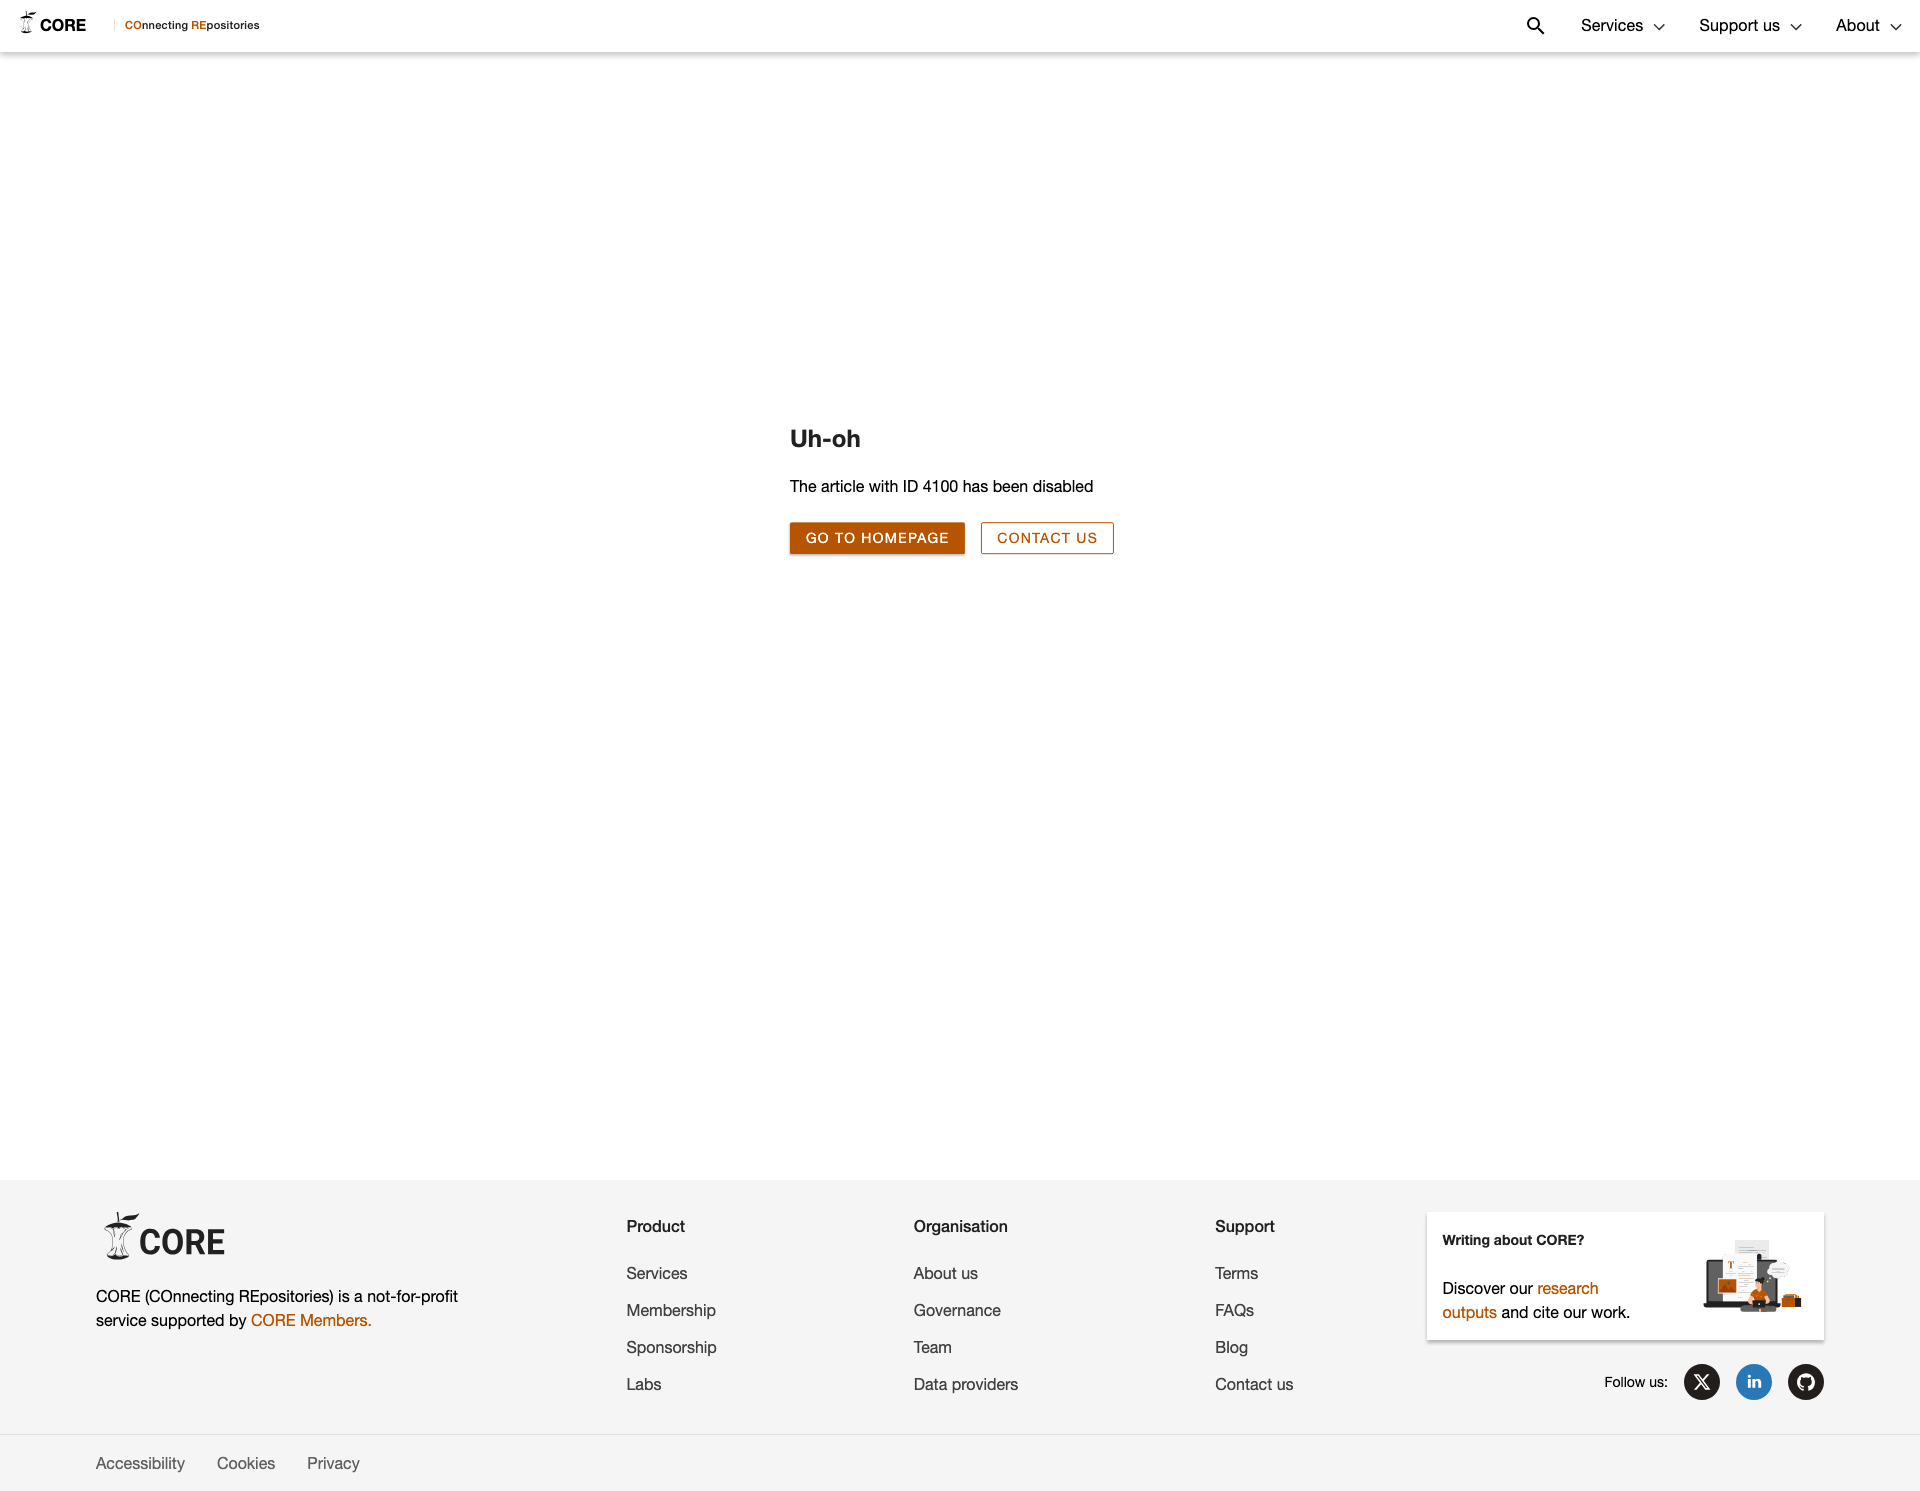 CORE
COnnecting REpositories
Services
Support us
About
Uh-oh
The article with ID 4100 has been disabled
GO TO HOMEPAGE
CONTACT US
CORE
CORE (COnnecting REpositories) is a not-for-profit
service supported by CORE Members.
Product
Services
Membership
Sponsorship
Labs
Organisation
About us
Governance
Team
Data providers
Support
Terms
FAQs
Blog
Contact us
Writing about CORE?
Discover our research
outputs and cite our work.
T
Follow us:
in
Accessibility
Cookies
Privacy